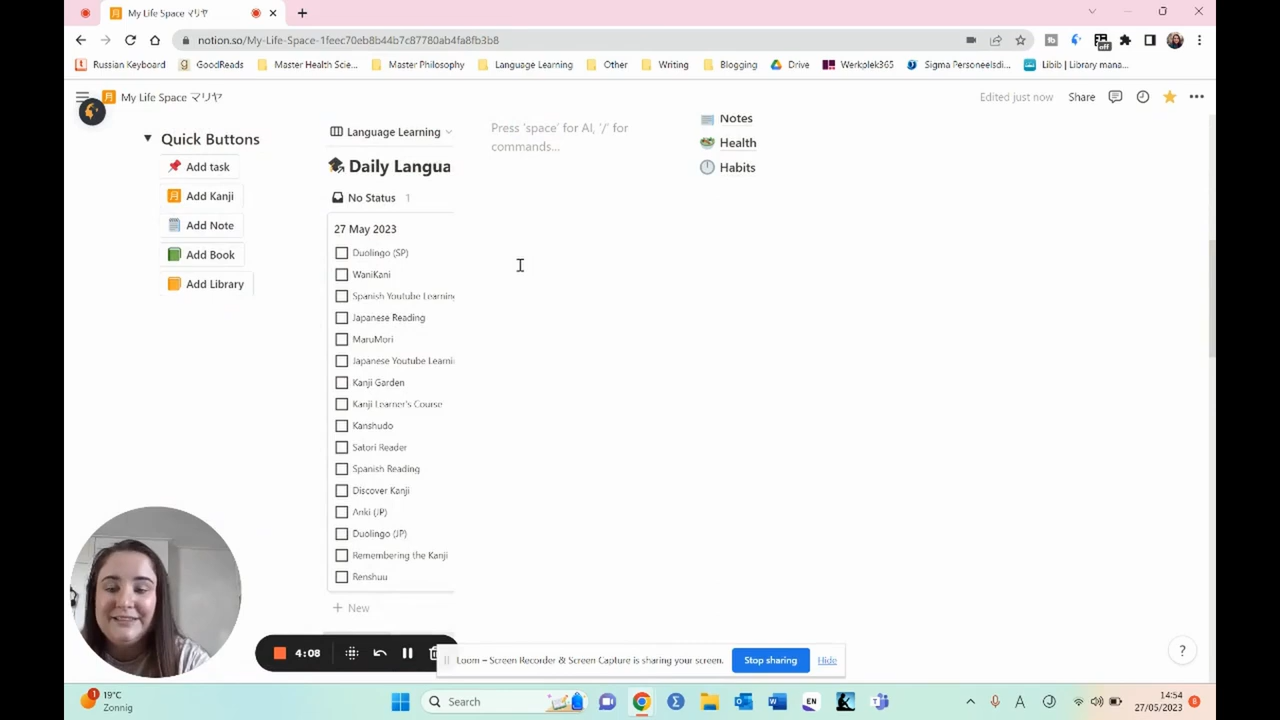 My Life Space マリヤ
notion.so/My-Life-Space-1feec70eb8b44b7c87780ab4fa8fb3b8
off
Russian Keyboard
GoodReads
Master Health Scie...
Master Philosophy
Language Learning
Other
Writing
Blogging
Drive
Werkplek365
Sigma Personeelsdi...
Libib | Library mana...
月 My Life Space マリヤ
Edited just now
Share
Quick Buttons
Add task
月 Add Kanji
Add Note
Add Book
Add Library
Language Learning
Daily Langua
No Status 1
27 May 2023
Duolingo (SP)
WaniKani
Spanish Youtube Learning
Japanese Reading
MaruMori
Japanese Youtube Learni
Kanji Garden
Kanji Learner's Course
Kanshudo
Satori Reader
Spanish Reading
Discover Kanji
Anki (JP)
Duolingo (JP)
Remembering the Kanji
Renshuu
+ New
Press 'space' for AI, '/' for
commands...
Notes
Health
Habits
4:08
Loom – Screen Recorder & Screen Capture is sharing your screen.
Stop sharing
Hide
?
1
19°C
Zonnig
Search
EN
A
14:54
27/05/2023
8